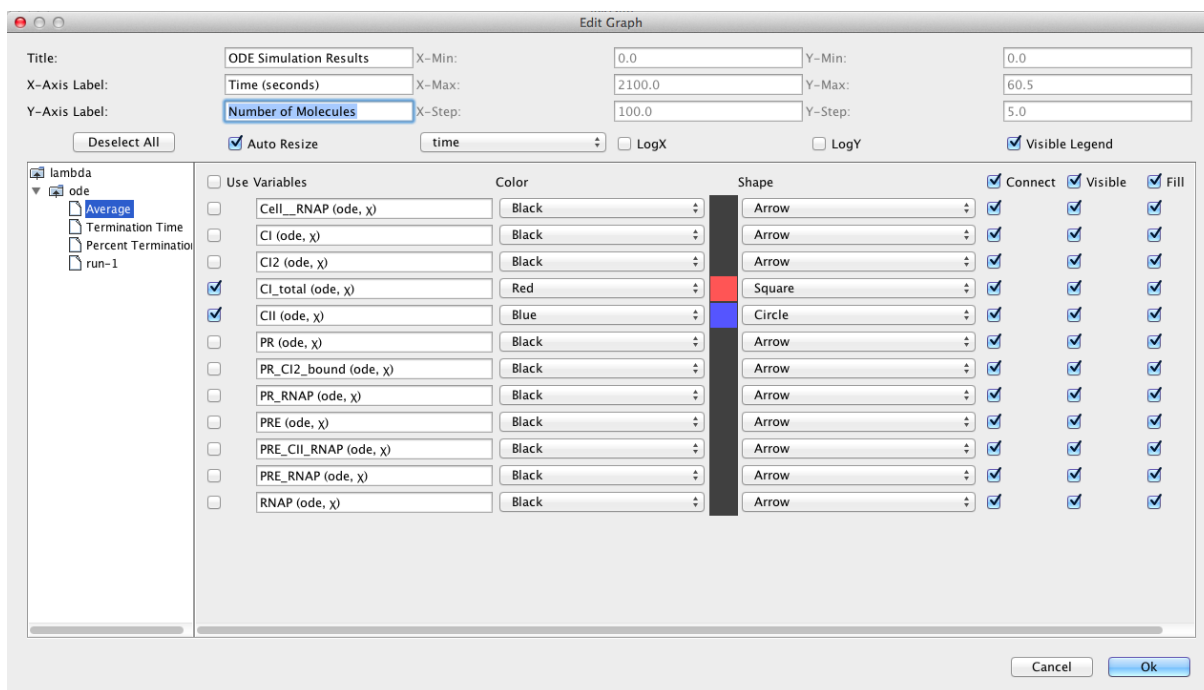 Edit Graph
Title: ODE Simulation Results X-Min: 0.0 Y-Min: 0.0
X-Axis Label: Time (seconds) X-Max: 2100.0 Y-Max: 60.5
Y-Axis Label: Number of Molecules X-Step: 100.0 Y-Step: 5.0
Deselect All Auto Resize time LogX LogY Visible Legend
lambda
ode
Average
Termination Time
Percent Termination
run-1
Use Variables Color Shape Connect Visible Fill
Cell__RNAP (ode, χ) Black Arrow
CI (ode, χ) Black Arrow
CI2 (ode, χ) Black Arrow
CI_total (ode, χ) Red Square
CII (ode, χ) Blue Circle
PR (ode, χ) Black Arrow
PR_CI2_bound (ode, χ) Black Arrow
PR_RNAP (ode, χ) Black Arrow
PRE (ode, χ) Black Arrow
PRE_CII_RNAP (ode, χ) Black Arrow
PRE_RNAP (ode, χ) Black Arrow
RNAP (ode, χ) Black Arrow
Cancel Ok